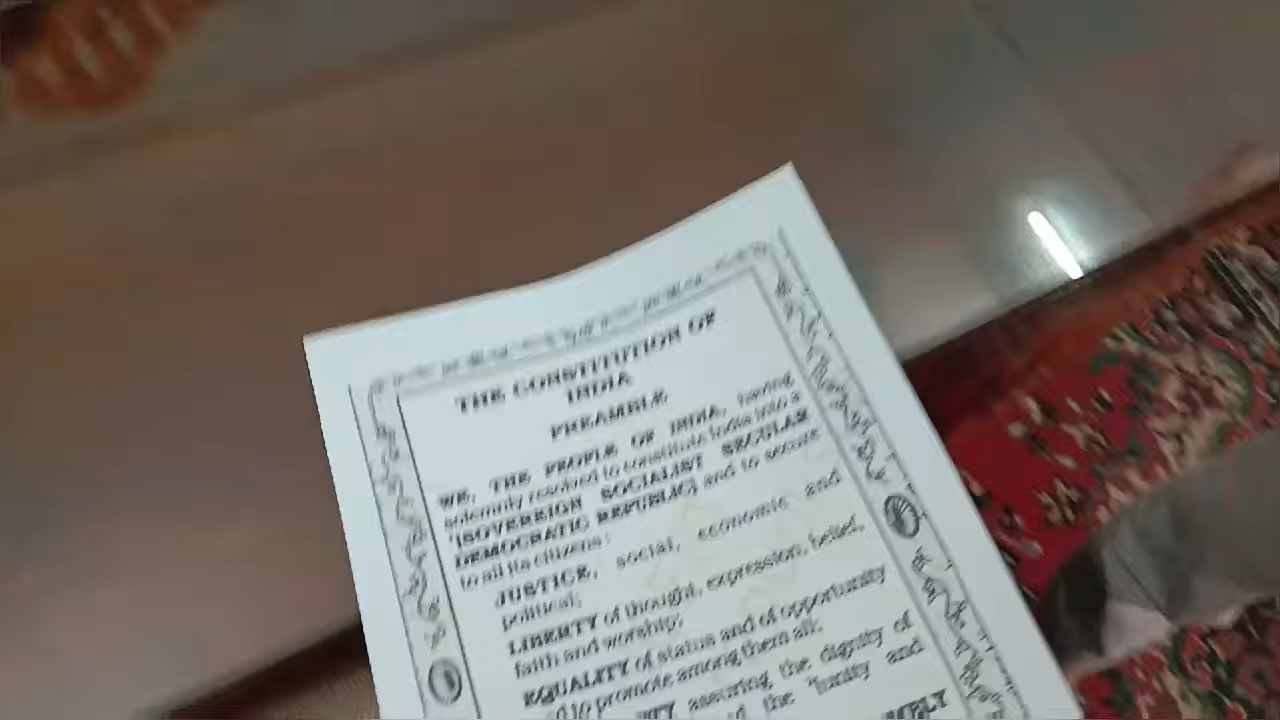 THE CONSTITUTION OF
INDIA
PREAMBLE
WE, THE PEOPLE OF INDIA, having
solemnly resolved to constitute India into a
[SOVEREIGN SOCIALIST SECULAR
DEMOCRATIC REPUBLIC] and to secure
to all its citizens:
JUSTICE, social, economic and
political;
LIBERTY of thought, expression, belief,
faith and worship;
EQUALITY of status and of opportunity
to promote among them all;
assuring the dignity of
the "[unity and